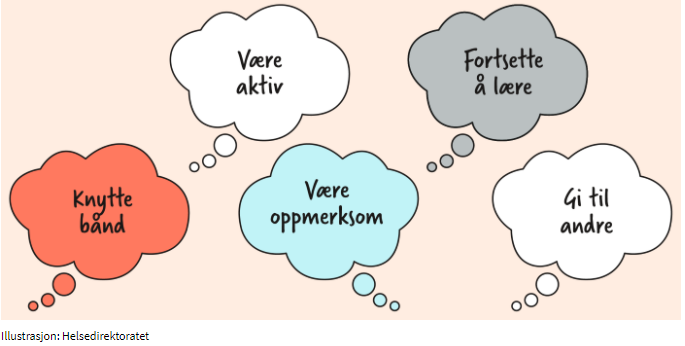 Være
aktiv
Fortsette
å lære
Knytte
bånd
Være
oppmerksom
Gi til
andre
Illustrasjon: Helsedirektoratet